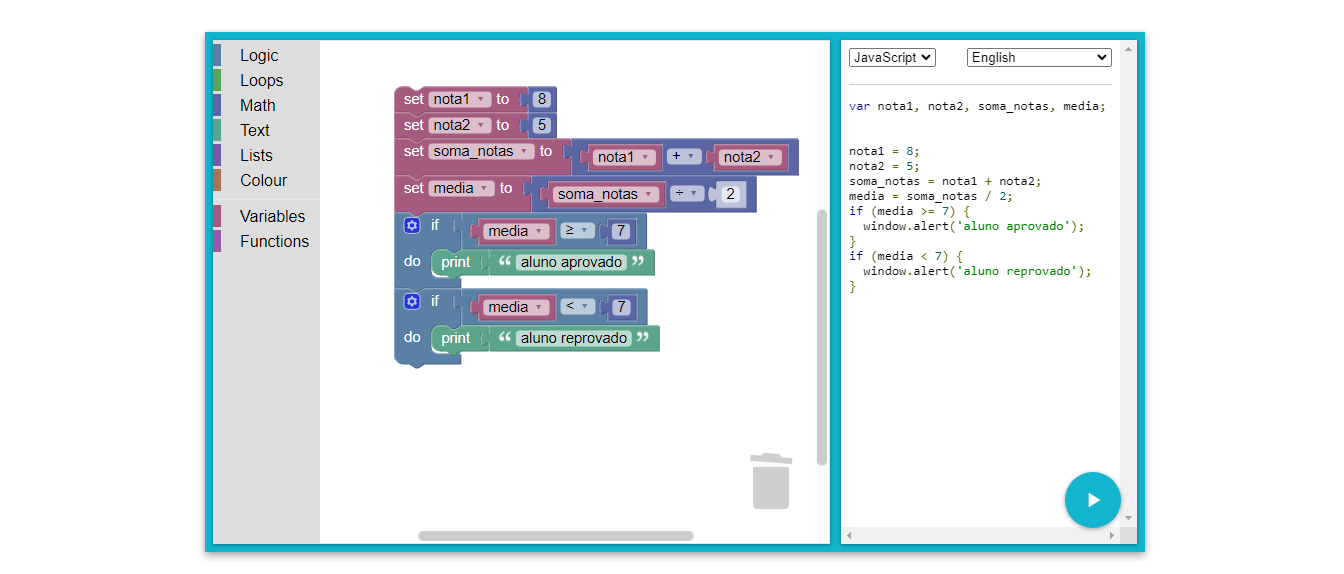 Logic
Loops
Math
Text
Lists
Colour
Variables
Functions
set nota1 to 8
set nota2 to 5
set soma_notas to nota1 + nota2
set media to soma_notas ÷ 2
if media ≥ 7
do print “ aluno aprovado ”
if media < 7
do print “ aluno reprovado ”
JavaScript English
var nota1, nota2, soma_notas, media;
nota1 = 8;
nota2 = 5;
soma_notas = nota1 + nota2;
media = soma_notas / 2;
if (media >= 7) {
  window.alert('aluno aprovado');
}
if (media < 7) {
  window.alert('aluno reprovado');
}